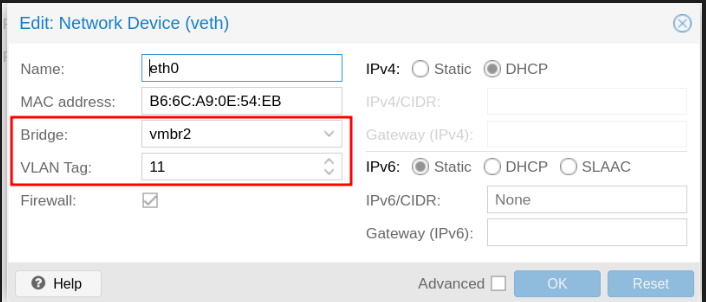 Edit: Network Device (veth)
Name: eth0
MAC address: B6:6C:A9:0E:54:EB
Bridge: vmbr2
VLAN Tag: 11
Firewall:
IPv4: Static DHCP
IPv4/CIDR:
Gateway (IPv4):
IPv6: Static DHCP SLAAC
IPv6/CIDR: None
Gateway (IPv6):
Help
Advanced OK Reset